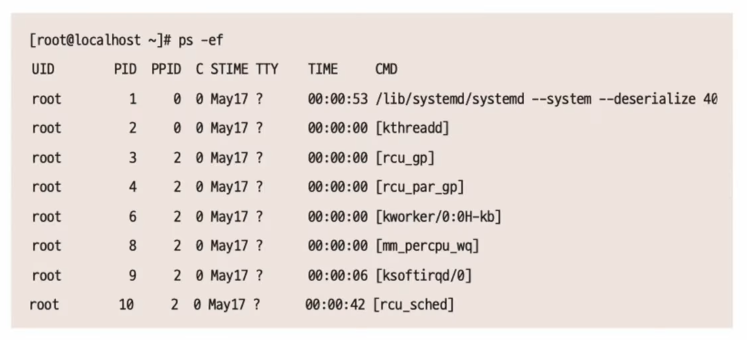 [root@localhost ~]# ps -ef
UID PID PPID C STIME TTY TIME CMD
root 1 0 0 May17 ? 00:00:53 /lib/systemd/systemd --system --deserialize 40
root 2 0 0 May17 ? 00:00:00 [kthreadd]
root 3 2 0 May17 ? 00:00:00 [rcu_gp]
root 4 2 0 May17 ? 00:00:00 [rcu_par_gp]
root 6 2 0 May17 ? 00:00:00 [kworker/0:0H-kb]
root 8 2 0 May17 ? 00:00:00 [mm_percpu_wq]
root 9 2 0 May17 ? 00:00:06 [ksoftirqd/0]
root 10 2 0 May17 ? 00:00:42 [rcu_sched]